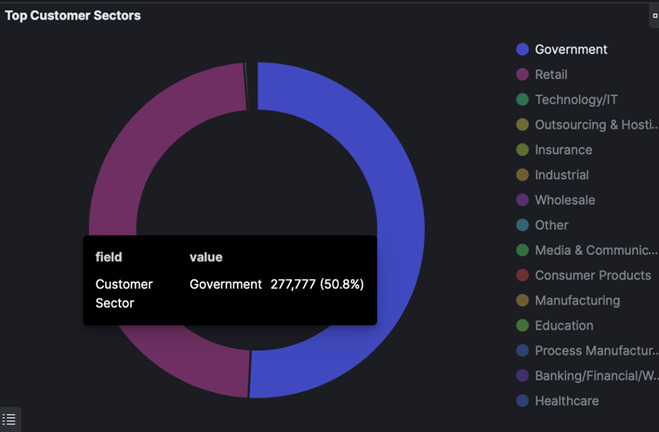 Top Customer Sectors
Government
Retail
Technology/IT
Outsourcing & Hosti...
Insurance
Industrial
Wholesale
Other
Media & Communic...
Consumer Products
Manufacturing
Education
Process Manufactur...
Banking/Financial/W...
Healthcare
field value
Customer Sector Government 277,777 (50.8%)